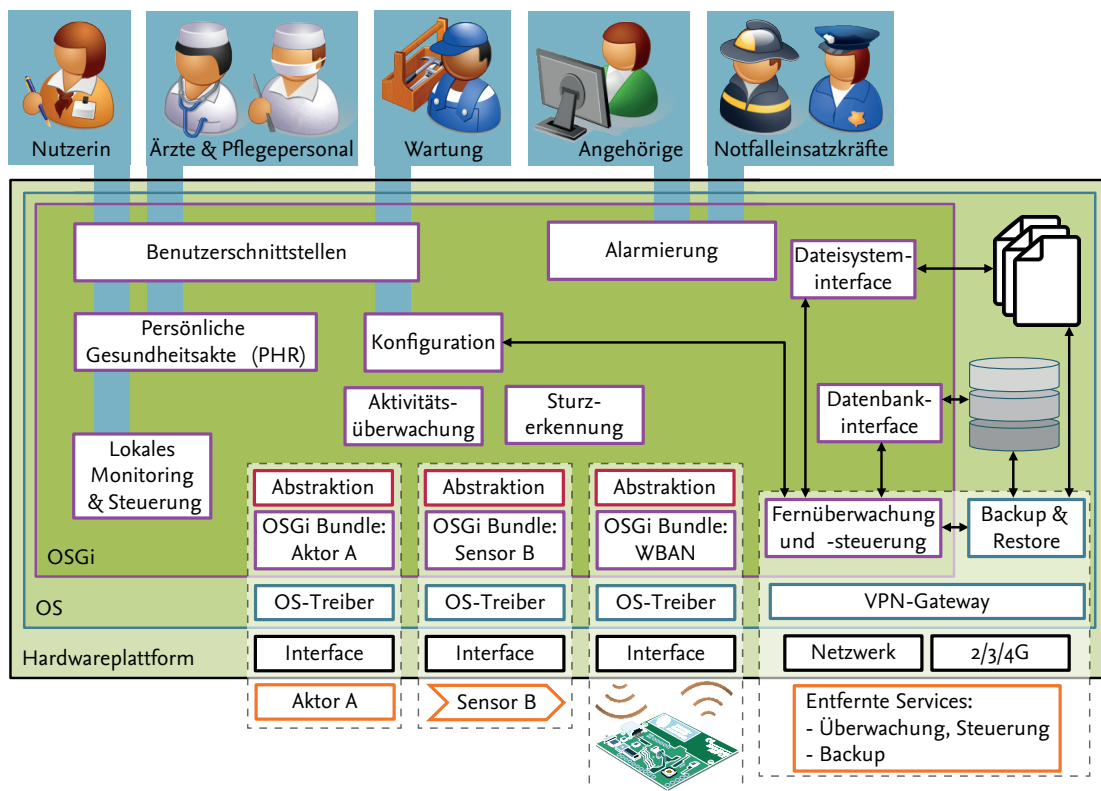 Nutzerin
Ärzte & Pflegepersonal
Wartung
Angehörige
Notfalleinsatzkräfte
Benutzerschnittstellen
Alarmierung
Dateisystem-
interface
Persönliche
Gesundheitsakte (PHR)
Konfiguration
Aktivitäts-
überwachung
Sturz-
erkennung
Datenbank-
interface
Lokales
Monitoring
& Steuerung
Abstraktion
Abstraktion
Abstraktion
OSGi Bundle:
Aktor A
OSGi Bundle:
Sensor B
OSGi Bundle:
WBAN
Fernüberwachung
und -steuerung
Backup &
Restore
OSGi
OS
OS-Treiber
OS-Treiber
OS-Treiber
VPN-Gateway
Hardwareplattform
Interface
Interface
Interface
Netzwerk
2/3/4G
Aktor A
Sensor B
Entfernte Services:
- Überwachung, Steuerung
- Backup